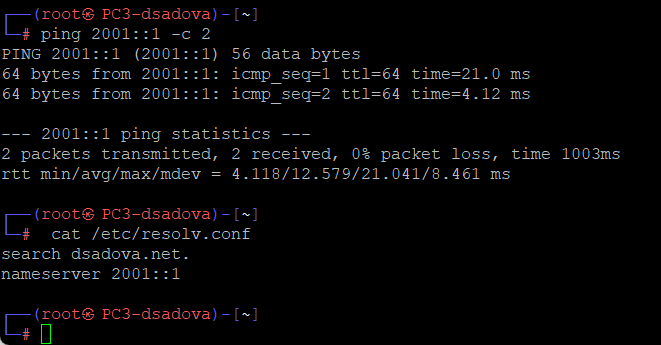 ┌──(root㉿ PC3-dsadova)-[~]
└─# ping 2001::1 -c 2
PING 2001::1 (2001::1) 56 data bytes
64 bytes from 2001::1: icmp_seq=1 ttl=64 time=21.0 ms
64 bytes from 2001::1: icmp_seq=2 ttl=64 time=4.12 ms

--- 2001::1 ping statistics ---
2 packets transmitted, 2 received, 0% packet loss, time 1003ms
rtt min/avg/max/mdev = 4.118/12.579/21.041/8.461 ms

┌──(root㉿ PC3-dsadova)-[~]
└─#  cat /etc/resolv.conf
search dsadova.net.
nameserver 2001::1

┌──(root㉿ PC3-dsadova)-[~]
└─#